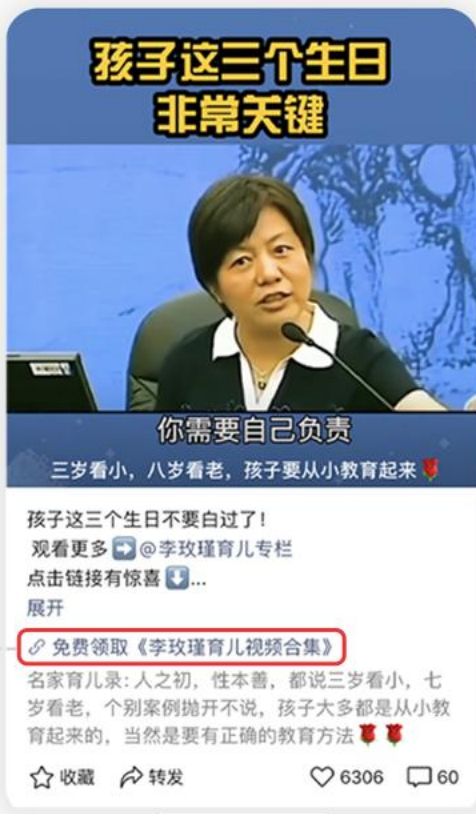 孩子这三个生日
非常关键
你需要自己负责
三岁看小，八岁看老，孩子要从小教育起来🌹
孩子这三个生日不要白过了！
观看更多➡️@李玫瑾育儿专栏
点击链接有惊喜⬇️...
展开
免费领取《李玫瑾育儿视频合集》
名家育儿录: 人之初，性本善，都说三岁看小，七
岁看老，个别案例抛开不说，孩子大多都是从小教
育起来的，当然是要有正确的教育方法🌹🌹
收藏 转发 6306 60